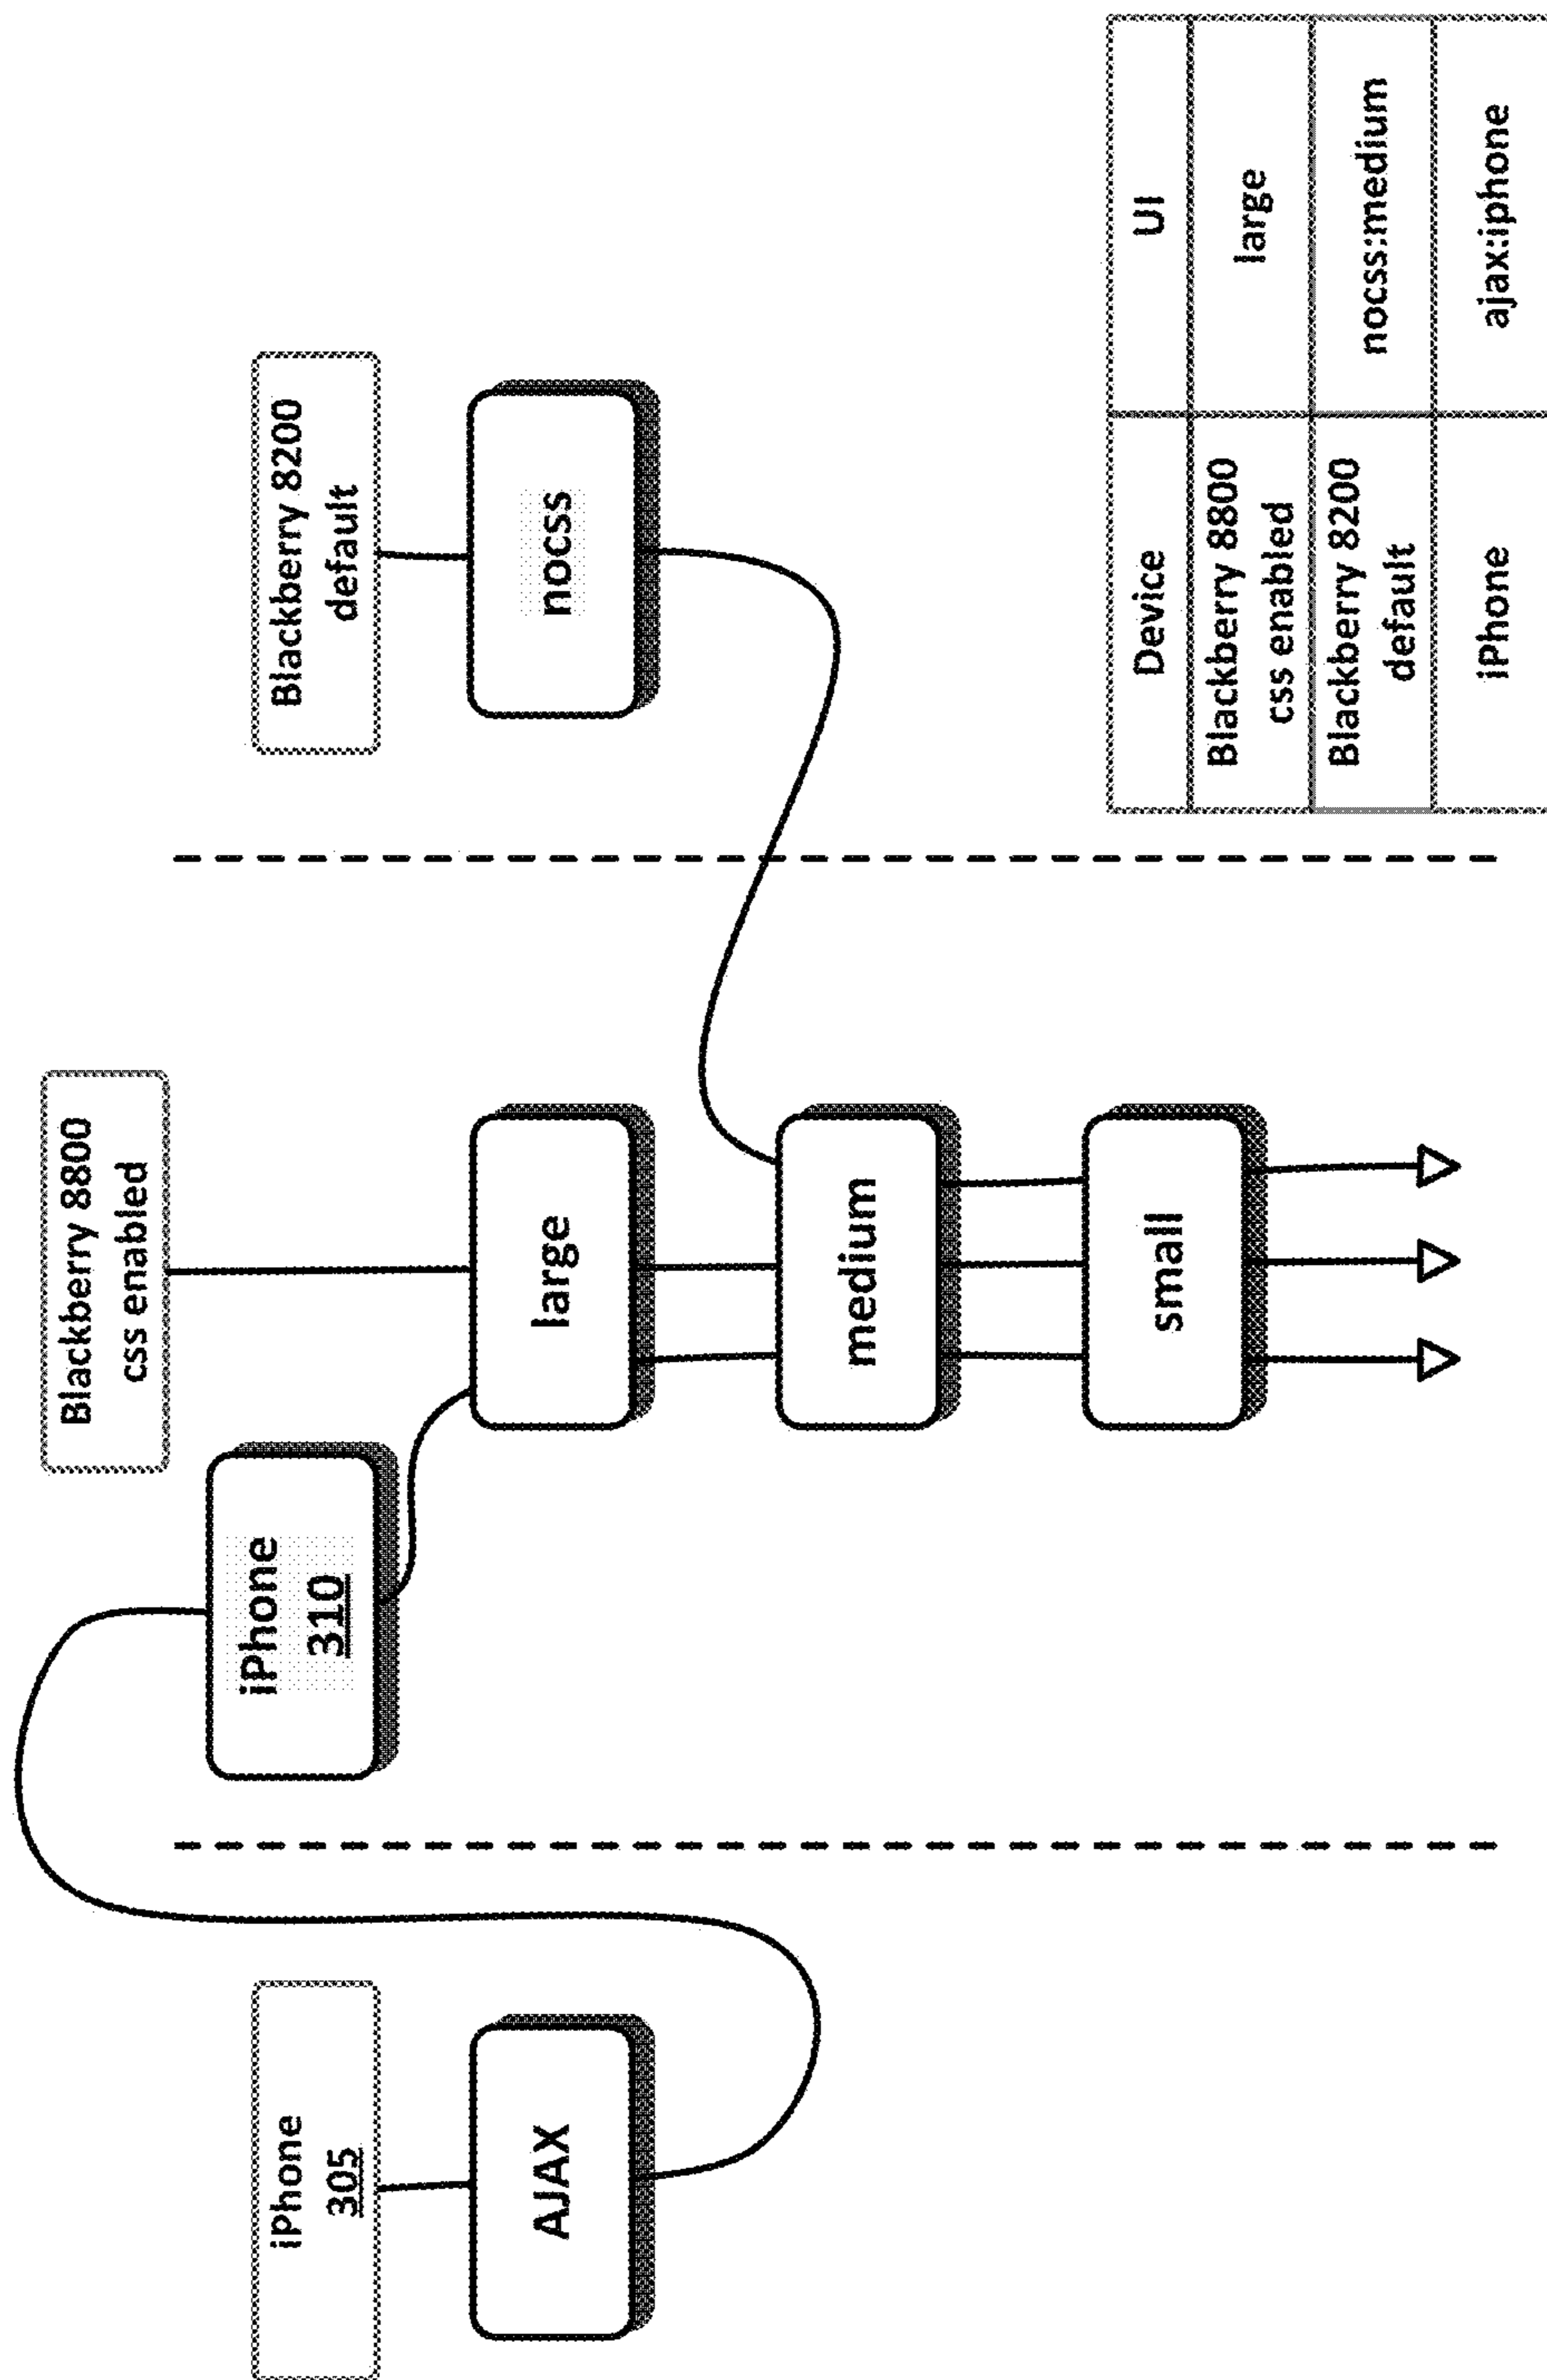 Blackberry 8800
css enabled
iPhone
310
iPhone
305
Blackberry 8200
default
AJAX
large
nocss
medium
small
Device
UI
Blackberry 8800
css enabled
large
Blackberry 8200
default
nocss:medium
iPhone
ajax:iphone